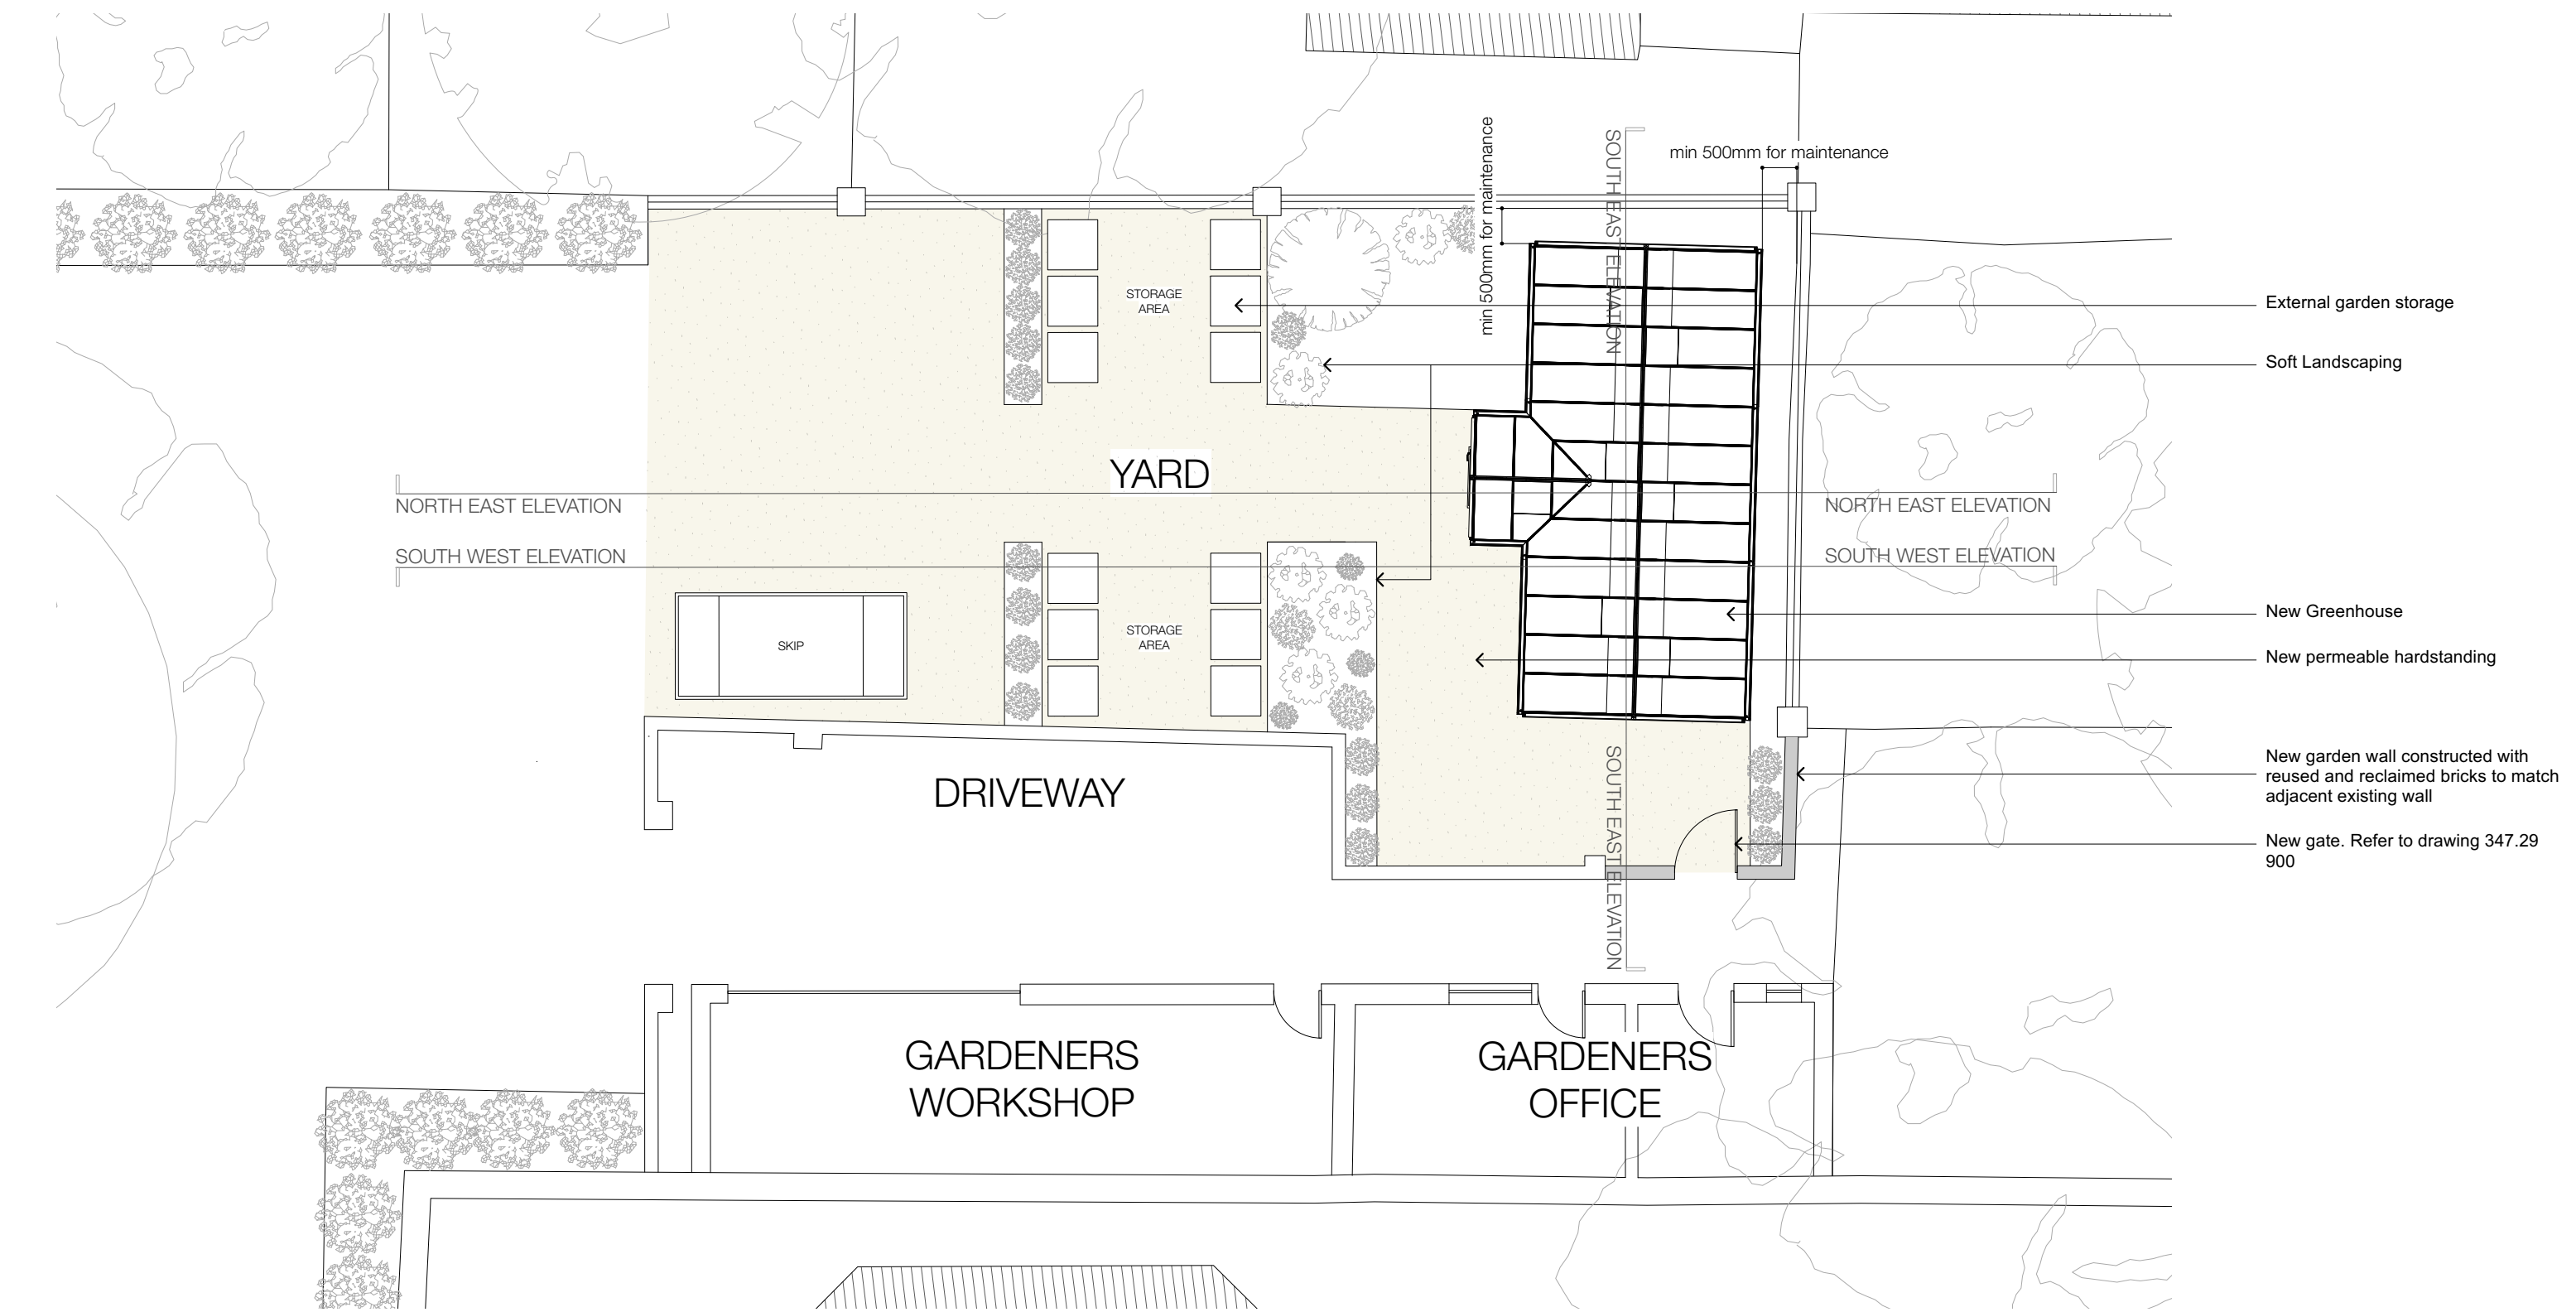 SOUTH EAST ELEVATION
min 500mm for maintenance
min 500mm for maintenance
STORAGE
AREA
External garden storage
Soft Landscaping
YARD
NORTH EAST ELEVATION
NORTH EAST ELEVATION
SOUTH WEST ELEVATION
SOUTH WEST ELEVATION
New Greenhouse
STORAGE
AREA
SKIP
New permeable hardstanding
DRIVEWAY
SOUTH EAST ELEVATION
New garden wall constructed with
reused and reclaimed bricks to match
adjacent existing wall
New gate. Refer to drawing 347.29
900
GARDENERS
WORKSHOP
GARDENERS
OFFICE